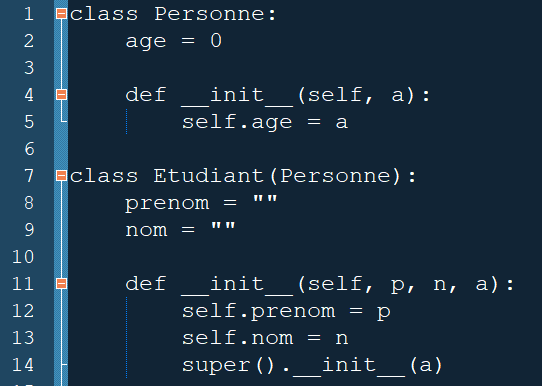 1 class Personne:
2     age = 0
3
4     def __init__(self, a):
5         self.age = a
6
7 class Etudiant(Personne):
8     prenom = ""
9     nom = ""
10
11     def __init__(self, p, n, a):
12         self.prenom = p
13         self.nom = n
14         super().__init__(a)